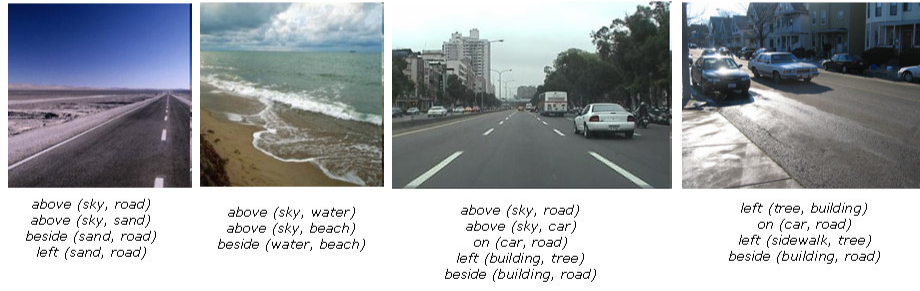 above (sky, road)
above (sky, sand)
beside (sand, road)
left (sand, road)
above (sky, water)
above (sky, beach)
beside (water, beach)
above (sky, road)
above (sky, car)
on (car, road)
left (building, tree)
beside (building, road)
left (tree, building)
on (car, road)
left (sidewalk, tree)
beside (building, road)